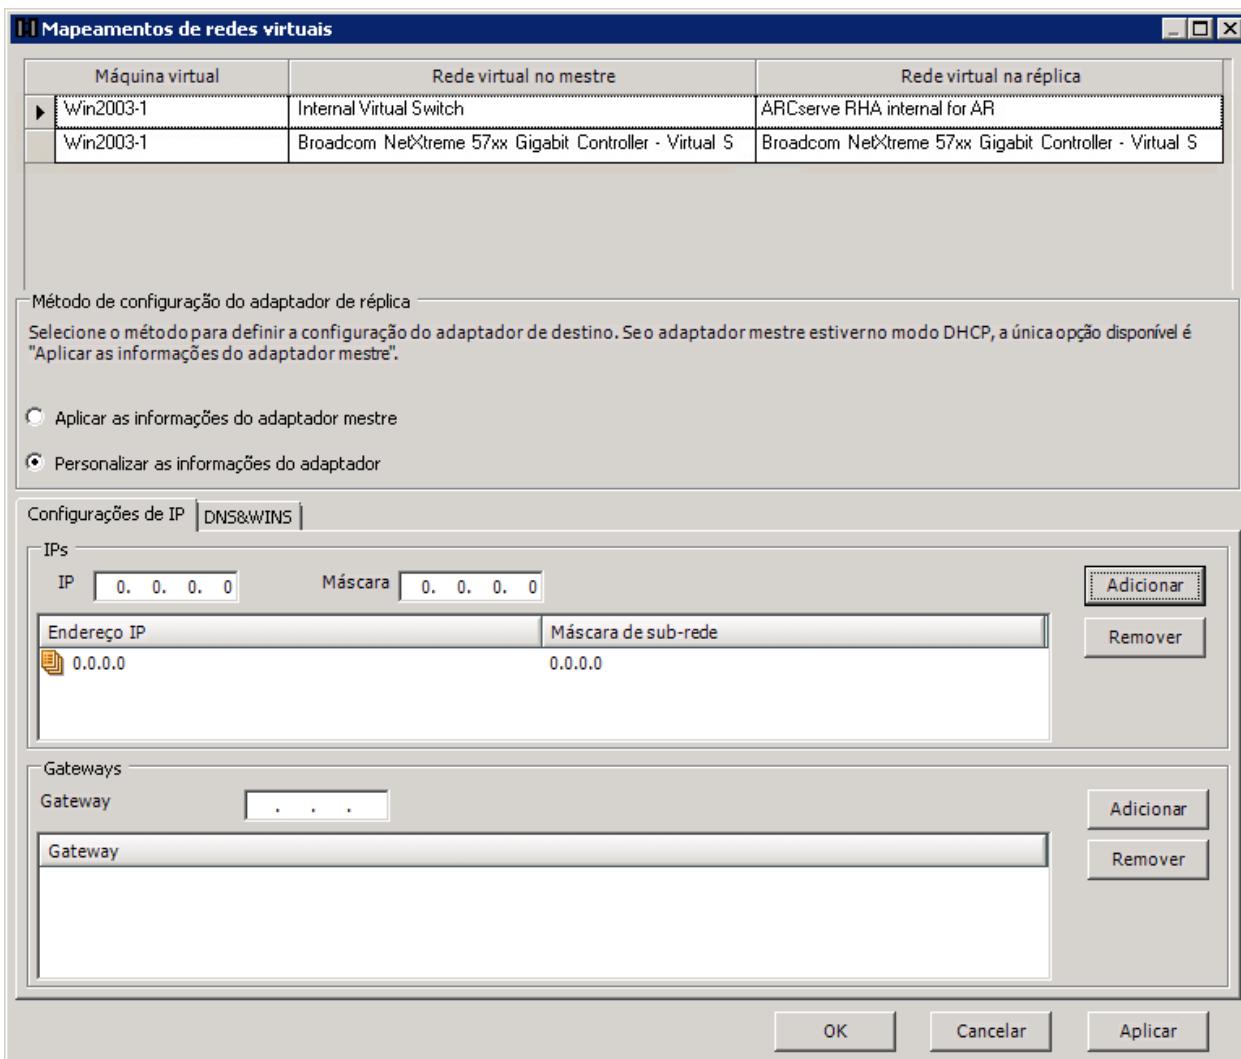 Mapeamentos de redes virtuais
Máquina virtual Rede virtual no mestre Rede virtual na réplica
Win2003-1 Internal Virtual Switch ARCserve RHA internal for AR
Win2003-1 Broadcom NetXtreme 57xx Gigabit Controller - Virtual S Broadcom NetXtreme 57xx Gigabit Controller - Virtual S
Método de configuração do adaptador de réplica
Selecione o método para definir a configuração do adaptador de destino. Se o adaptador mestre estiver no modo DHCP, a única opção disponível é
"Aplicar as informações do adaptador mestre".
Aplicar as informações do adaptador mestre
Personalizar as informações do adaptador
Configurações de IP DNS&WINS
IPs
IP 0. 0. 0. 0 Máscara 0. 0. 0. 0 Adicionar
Endereço IP Máscara de sub-rede
Remover
0.0.0.0 0.0.0.0
Gateways
Gateway . . . Adicionar
Gateway
Remover
OK Cancelar Aplicar